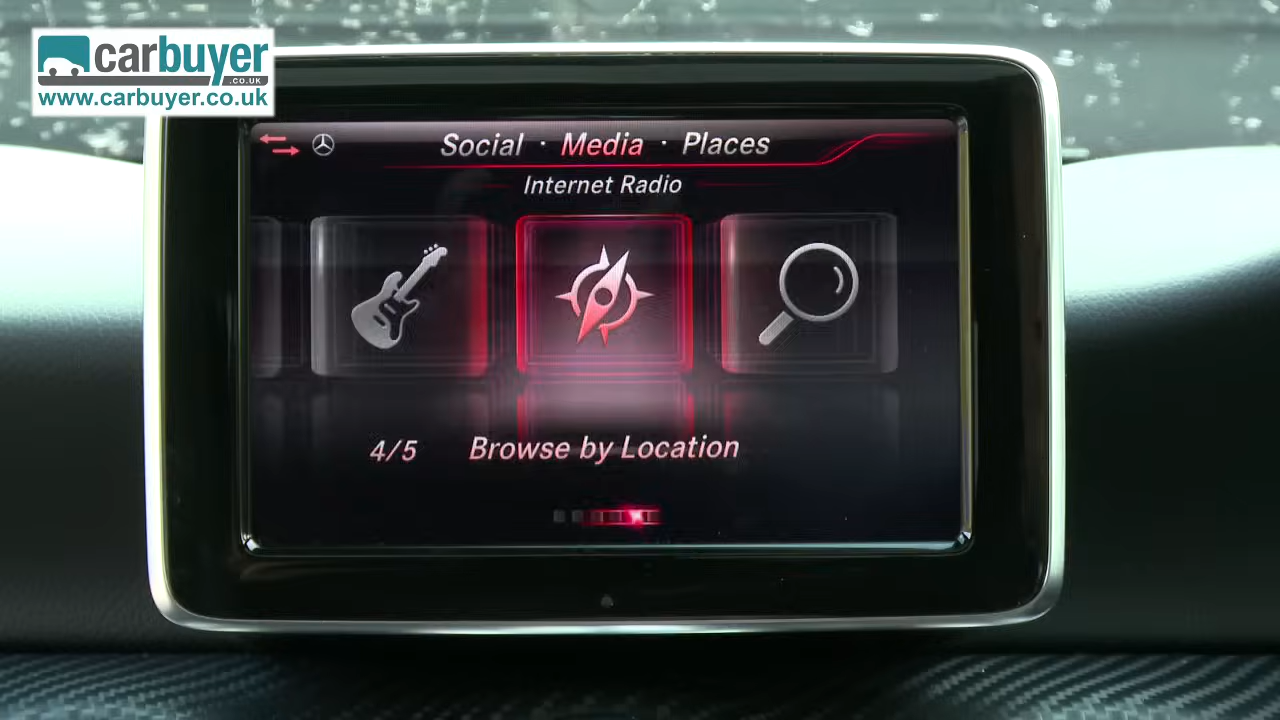 carbuyer
.CO.UK
www.carbuyer.co.uk
Social · Media · Places
Internet Radio
4/5 Browse by Location